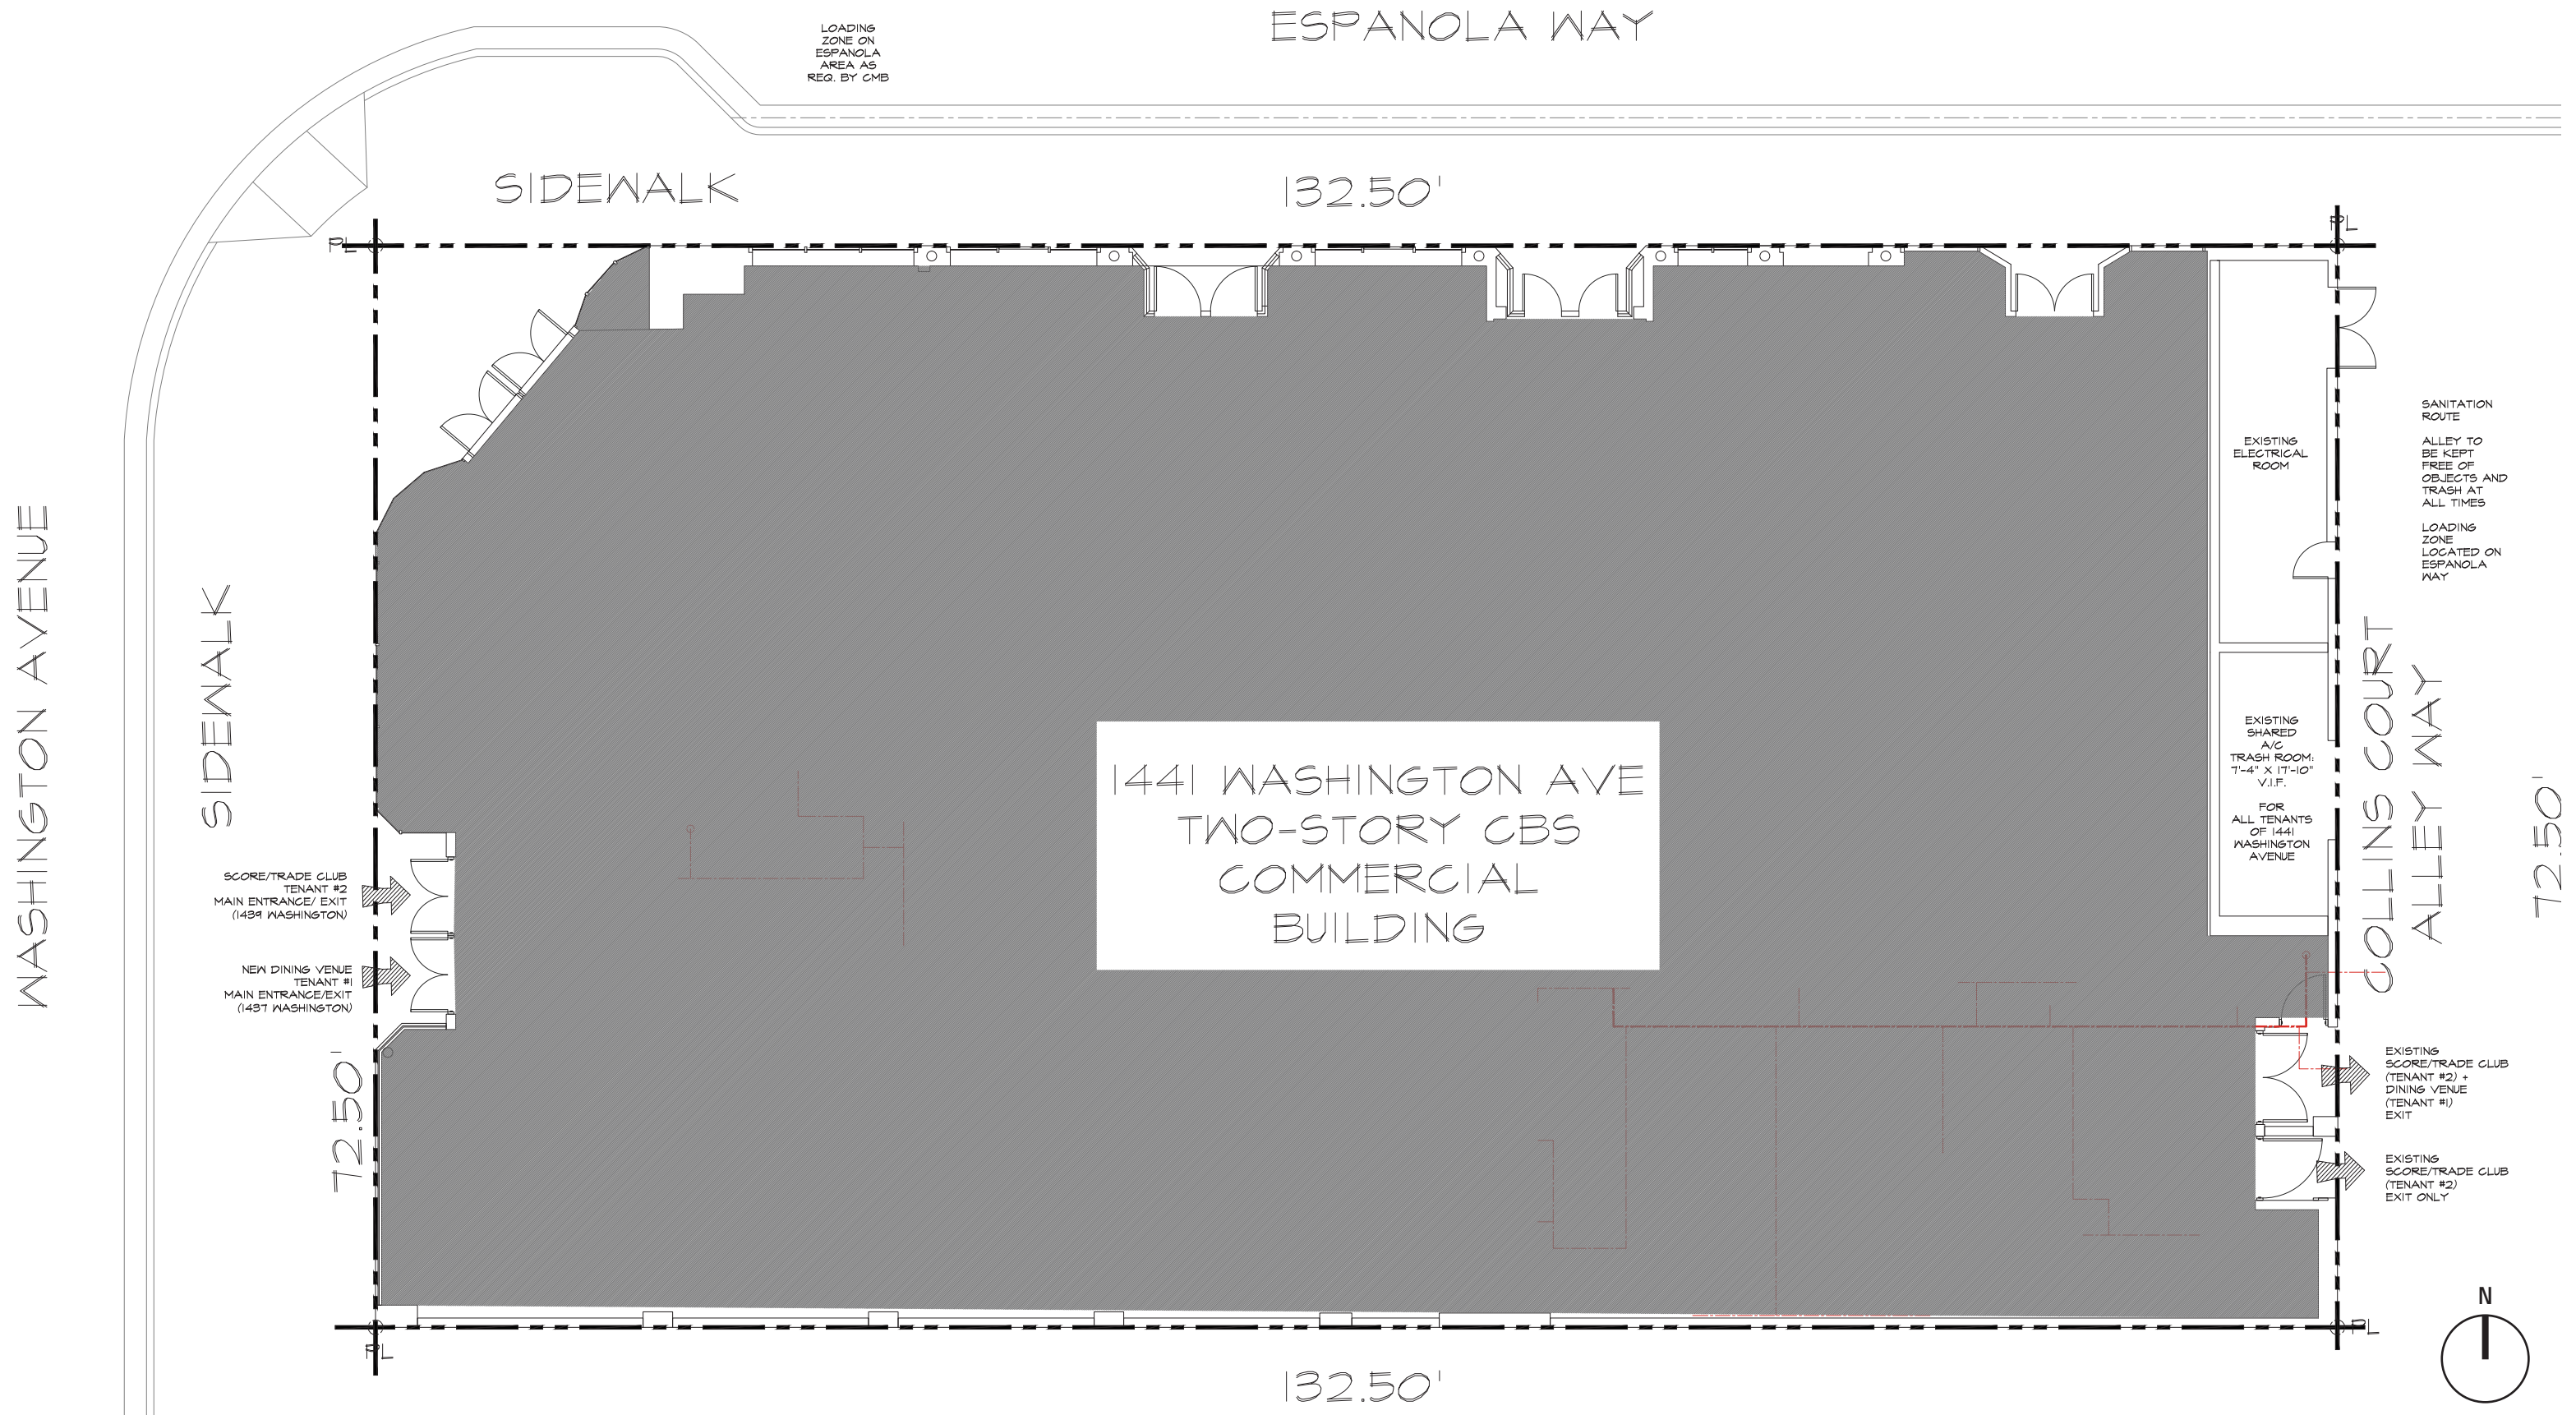 ESPANOLA WAY
LOADING
ZONE ON
ESPANOLA
AREA AS
REQ. BY CMB
SIDEWALK
132.50'
PL
PL
WASHINGTON AVENUE
SIDEWALK
SANITATION
ROUTE
ALLEY TO
BE KEPT
FREE OF
OBJECTS AND
TRASH AT
ALL TIMES
LOADING
ZONE
LOCATED ON
ESPANOLA
WAY
EXISTING
ELECTRICAL
ROOM
EXISTING
SHARED
A/C
TRASH ROOM:
7'-4" X 17'-10"
V.I.F.
FOR
ALL TENANTS
OF 1441
WASHINGTON
AVENUE
COLLINS COURT
ALLEY WAY
72.50'
1441 WASHINGTON AVE
TWO-STORY CBS
COMMERCIAL
BUILDING
SCORE/TRADE CLUB
TENANT #2
MAIN ENTRANCE/ EXIT
(1439 WASHINGTON)
NEW DINING VENUE
TENANT #1
MAIN ENTRANCE/EXIT
(1437 WASHINGTON)
72.50'
EXISTING
SCORE/TRADE CLUB
(TENANT #2) +
DINING VENUE
(TENANT #1)
EXIT
EXISTING
SCORE/TRADE CLUB
(TENANT #2)
EXIT ONLY
N
PL
PL
132.50'